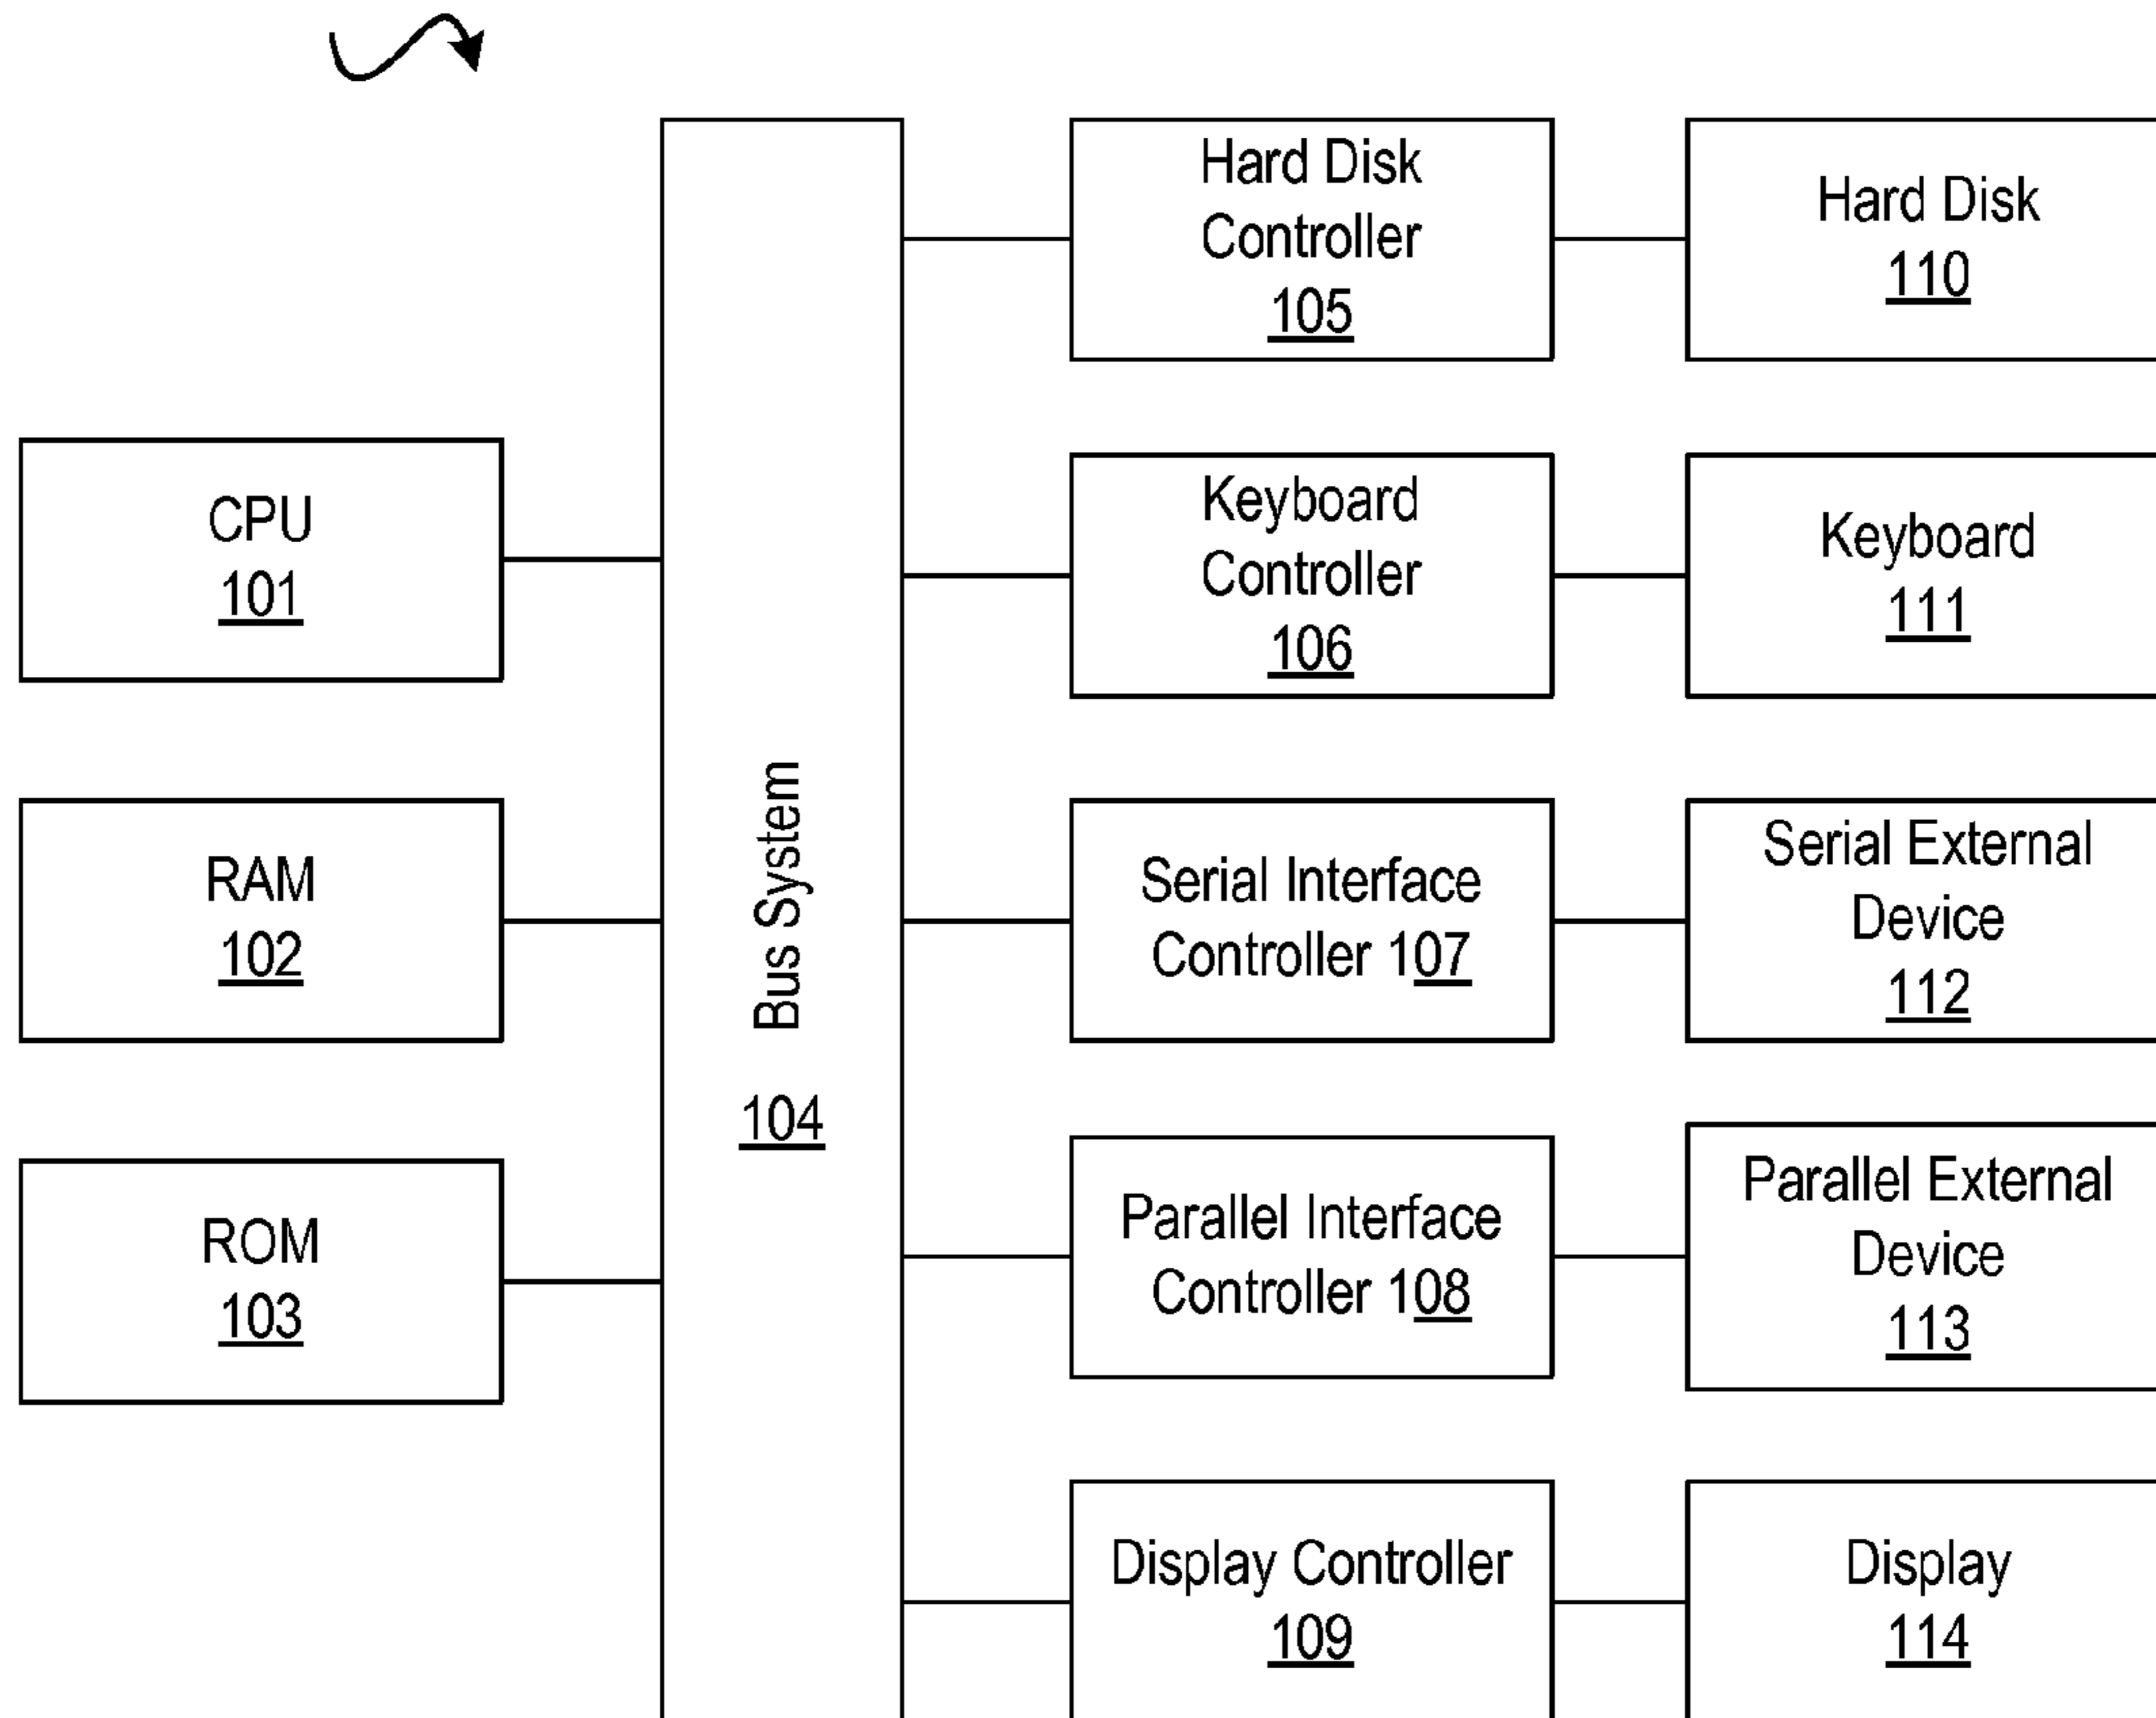 CPU
101
RAM
102
ROM
103
Bus System
104
Hard Disk
Controller
105
Keyboard
Controller
106
Serial Interface
Controller 107
Parallel Interface
Controller 108
Display Controller
109
Hard Disk
110
Keyboard
111
Serial External
Device
112
Parallel External
Device
113
Display
114